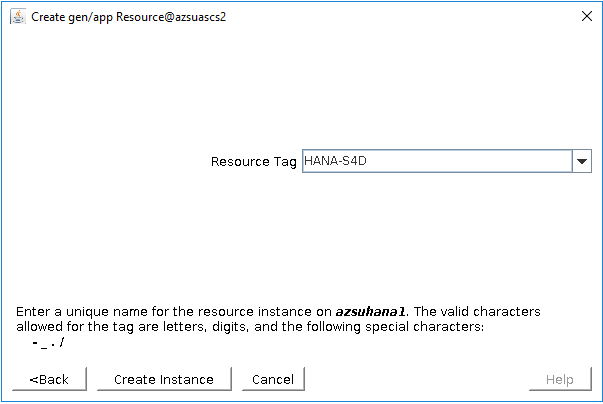 Create gen/app Resource@azsuascs2
Resource Tag HANA-S4D
Enter a unique name for the resource instance on azsuhana1. The valid characters
allowed for the tag are letters, digits, and the following special characters:
- _ . /
<Back Create Instance Cancel Help